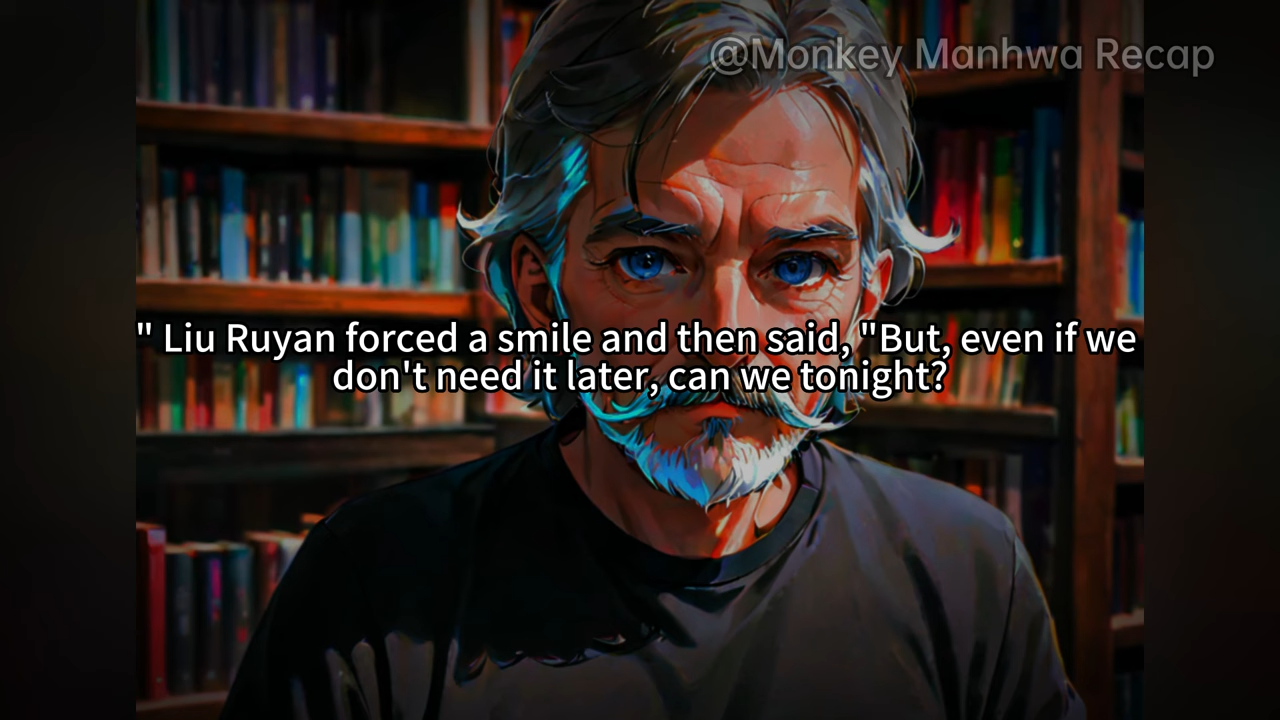 @Monkey Manhwa Recap
" Liu Ruyan forced a smile and then said, "But, even if we
don't need it later, can we tonight?